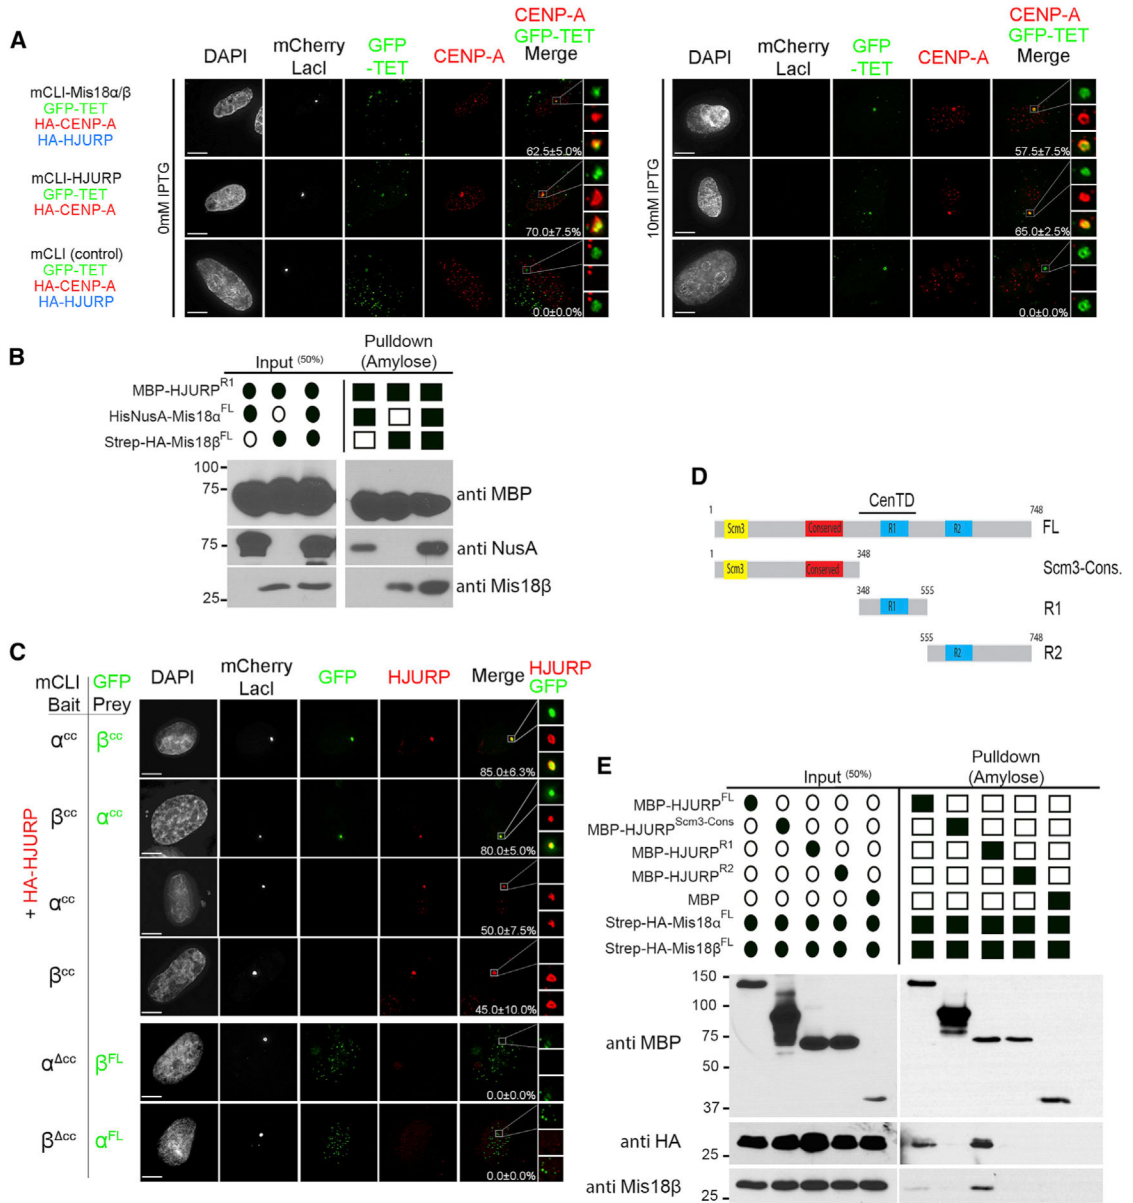 A
DAPI
mCherry
LacI
GFP
-TET
CENP-A
CENP-A
GFP-TET
Merge
DAPI
mCherry
LacI
GFP
-TET
CENP-A
CENP-A
GFP-TET
Merge
mCLI-Mis18α/β
GFP-TET
HA-CENP-A
HA-HJURP
0mM IPTG
62.5±5.0%
10mM IPTG
57.5±7.5%
mCLI-HJURP
GFP-TET
HA-CENP-A
70.0±7.5%
65.0±2.5%
mCLI (control)
GFP-TET
HA-CENP-A
HA-HJURP
0.0±0.0%
0.0±0.0%
B
Input (50%)
Pulldown
(Amylose)
MBP-HJURP^R1
HisNusA-Mis18α^FL
Strep-HA-Mis18β^FL
100
75
anti MBP
75
anti NusA
25
anti Mis18β
C
mCLI
Bait
GFP
Prey
DAPI
mCherry
LacI
GFP
HJURP
Merge
HJURP
GFP
+ HA-HJURP
α^cc
β^cc
85.0±6.3%
β^cc
α^cc
80.0±5.0%
α^cc
50.0±7.5%
β^cc
45.0±10.0%
α^Δcc
β^FL
0.0±0.0%
β^Δcc
α^FL
0.0±0.0%
D
CenTD
1
748
Scm3
Conserved
R1
R2
FL
1
348
Scm3
Conserved
Scm3-Cons.
348
555
R1
R1
555
748
R2
R2
E
Input (50%)
Pulldown
(Amylose)
MBP-HJURP^FL
MBP-HJURP^Scm3-Cons
MBP-HJURP^R1
MBP-HJURP^R2
MBP
Strep-HA-Mis18α^FL
Strep-HA-Mis18β^FL
150
100
75
50
37
anti MBP
anti HA
25
anti Mis18β
25